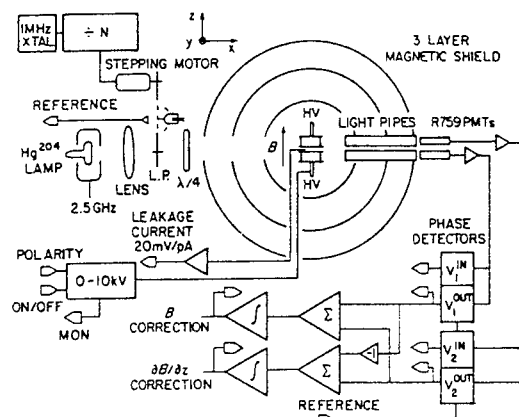 1MHz
XTAL
÷ N
STEPPING MOTOR
z
y
x
3 LAYER
MAGNETIC SHIELD
REFERENCE
Hg204
LAMP
2.5GHz
LENS
L.P.
λ/4
B
HV
HV
LIGHT PIPES
R759 PMTs
LEAKAGE
CURRENT
20mV/pA
POLARITY
0-10kV
ON/OFF
MON
PHASE
DETECTORS
V1IN
V1OUT
V2IN
V2OUT
B
CORRECTION
∫
Σ
-1
∂B/∂z
CORRECTION
∫
Σ
REFERENCE